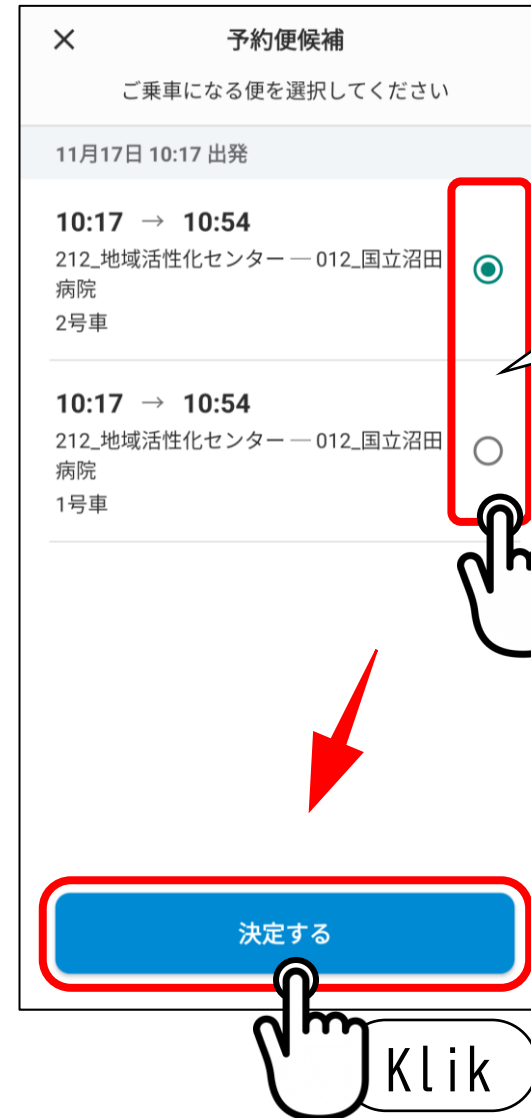 × 予約便候補
ご乗車になる便を選択してください
11月17日 10:17 出発
10:17 → 10:54
212_地域活性化センター ― 012_国立沼田
病院
2号車
10:17 → 10:54
212_地域活性化センター ― 012_国立沼田
病院
1号車
決定する
Klik